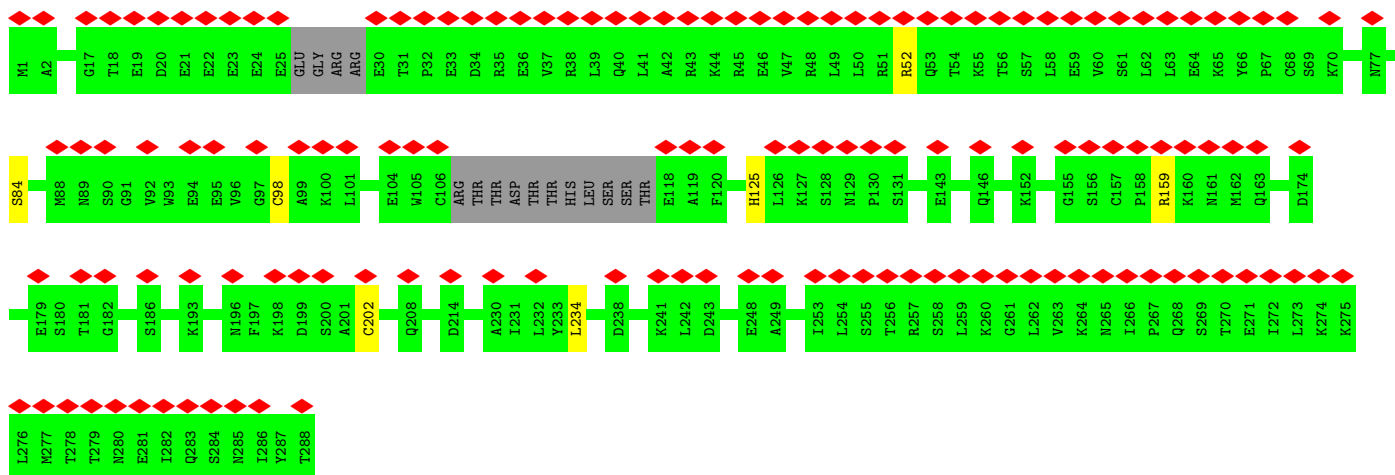 M1 A2 G17 T18 E19 D20 E21 E22 E23 E24 E25 GLU GLY ARG ARG E30 T31 P32 E33 D34 R35 E36 V37 R38 L39 Q40 L41 A42 R43 K44 R45 E46 V47 R48 L49 L50 R51 R52 Q53 T54 K55 T56 S57 L58 E59 V60 S61 L62 L63 E64 K65 Y66 P67 C68 S69 K70 N77
S84 M88 N89 S90 G91 V92 W93 E94 E95 V96 G97 C98 A99 K100 L101 E104 W105 C106 ARG THR THR ASP THR THR HIS LEU SER SER THR E118 A119 F120 H125 L126 K127 S128 N129 P130 S131 E143 Q146 K152 G155 S156 C157 P158 R159 K160 N161 M162 Q163 D174
E179 S180 T181 G182 S186 K193 N196 F197 K198 D199 S200 A201 C202 Q208 D214 A230 I231 L232 Y233 L234 D238 K241 L242 D243 E248 A249 I253 L254 S255 T256 R257 S258 L259 K260 G261 L262 V263 K264 N265 I266 P267 Q268 S269 T270 E271 I272 L273 K274 K275
L276 M277 T278 T279 N280 E281 I282 Q283 S284 N285 I286 Y287 T288